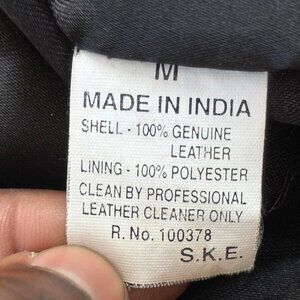 M
MADE IN INDIA
SHELL - 100% GENUINE
LEATHER
LINING - 100% POLYESTER
CLEAN BY PROFESSIONAL
LEATHER CLEANER ONLY
R. No. 100378
S.K.E.